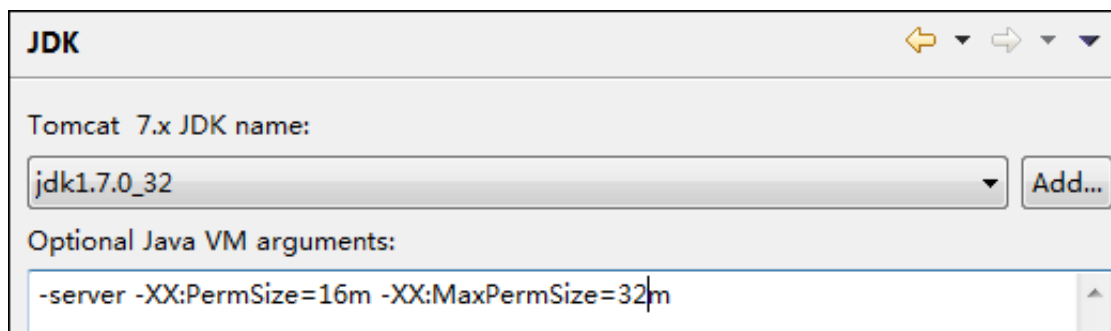 JDK
Tomcat  7.x JDK name:
jdk1.7.0_32
Add...
Optional Java VM arguments:
-server -XX:PermSize=16m -XX:MaxPermSize=32m